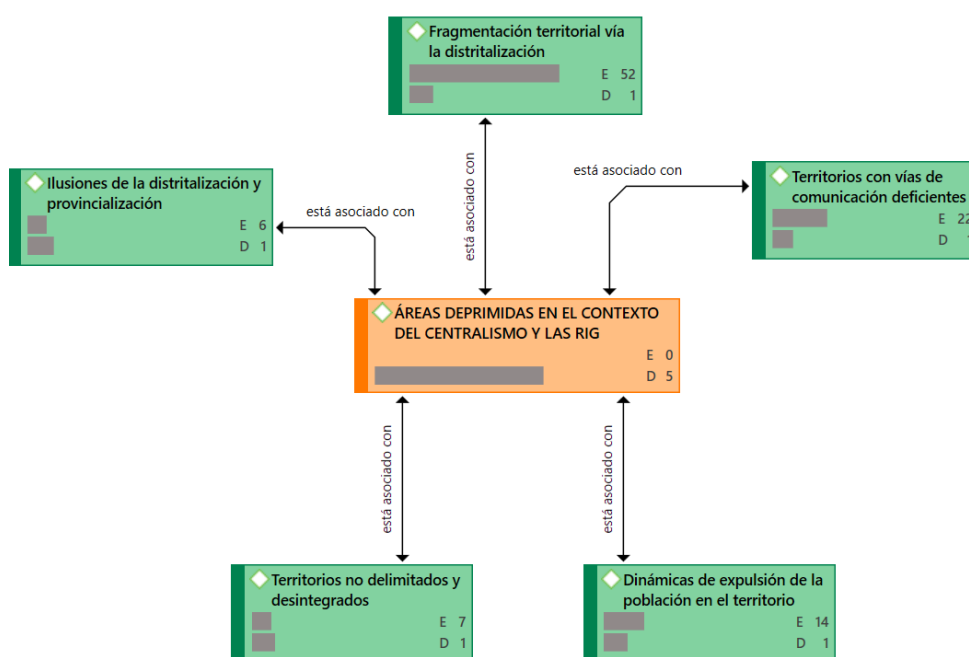 Fragmentación territorial vía
la distritalización
E 52
D 1
está asociado con
Ilusiones de la distritalización y
provincialización
E 6
D 1
está asociado con
está asociado con
Territorios con vías de
comunicación deficientes
E 22
D 1
ÁREAS DEPRIMIDAS EN EL CONTEXTO
DEL CENTRALISMO Y LAS RIG
E 0
D 5
está asociado con
está asociado con
Territorios no delimitados y
desintegrados
E 7
D 1
Dinámicas de expulsión de la
población en el territorio
E 14
D 1